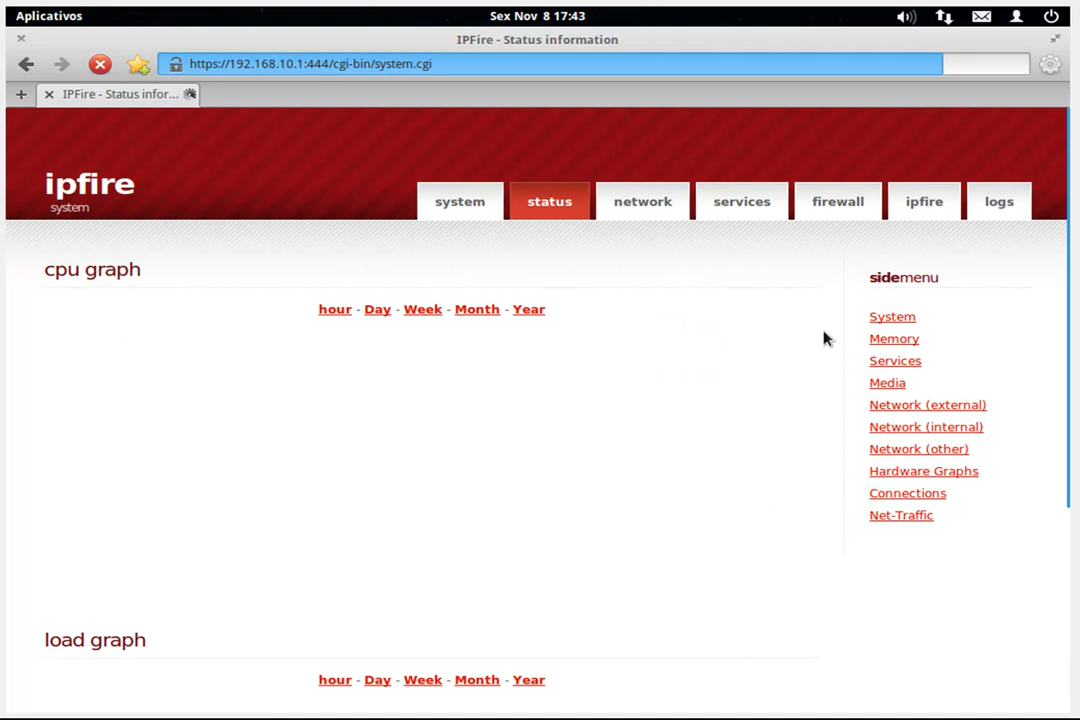 Aplicativos
Sex Nov 8 17:43
IPFire - Status information
https://192.168.10.1:444/cgi-bin/system.cgi
IPFire - Status infor...
ipfire
system
system
status
network
services
firewall
ipfire
logs
cpu graph
hour - Day - Week - Month - Year
sidemenu
System
Memory
Services
Media
Network (external)
Network (internal)
Network (other)
Hardware Graphs
Connections
Net-Traffic
load graph
hour - Day - Week - Month - Year